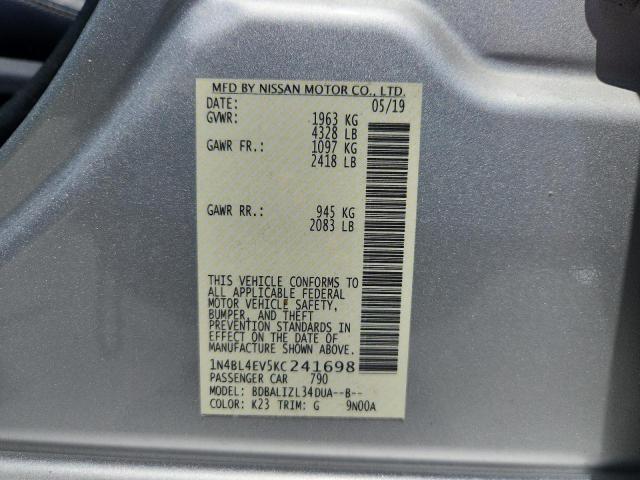 MFD BY NISSAN MOTOR CO., LTD.
DATE: 05/19
GVWR: 1963 KG
4328 LB
GAWR FR.: 1097 KG
2418 LB
GAWR RR.: 945 KG
2083 LB
THIS VEHICLE CONFORMS TO
ALL APPLICABLE FEDERAL
MOTOR VEHICLE SAFETY,
BUMPER, AND THEFT
PREVENTION STANDARDS IN
EFFECT ON THE DATE OF
MANUFACTURE SHOWN ABOVE.
1N4BL4EV5KC241698
PASSENGER CAR 790
MODEL: BDBALIZL34DUA--B--
COLOR: K23 TRIM: G 9N00A